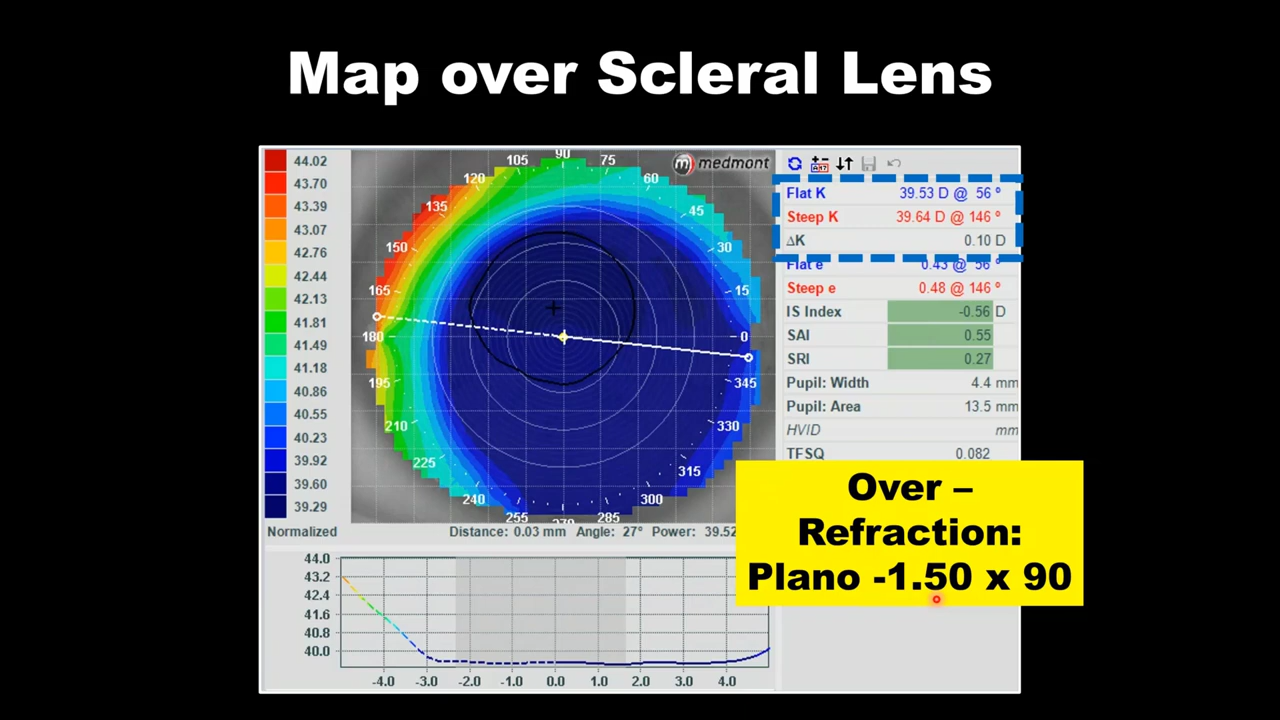 Map over Scleral Lens
44.02
43.70
43.39
43.07
42.76
42.44
42.13
41.81
41.49
41.18
40.86
40.55
40.23
39.92
39.60
39.29
Normalized
medmont
90
105
75
120
60
135
45
150
30
165
15
180
0
195
345
210
330
225
315
240
300
255
270
285
Distance: 0.03 mm Angle: 27° Power: 39.52
Flat K 39.53 D @ 56 °
Steep K 39.64 D @ 146 °
ΔK 0.10 D
Flat e 0.43 @ 56 °
Steep e 0.48 @ 146 °
IS Index -0.56 D
SAI 0.55
SRI 0.27
Pupil: Width 4.4 mm
Pupil: Area 13.5 mm
HVID mm
TFSQ 0.082
Over –
Refraction:
Plano -1.50 x 90
44.0
43.2
42.4
41.6
40.8
40.0
-4.0 -3.0 -2.0 -1.0 0.0 1.0 2.0 3.0 4.0